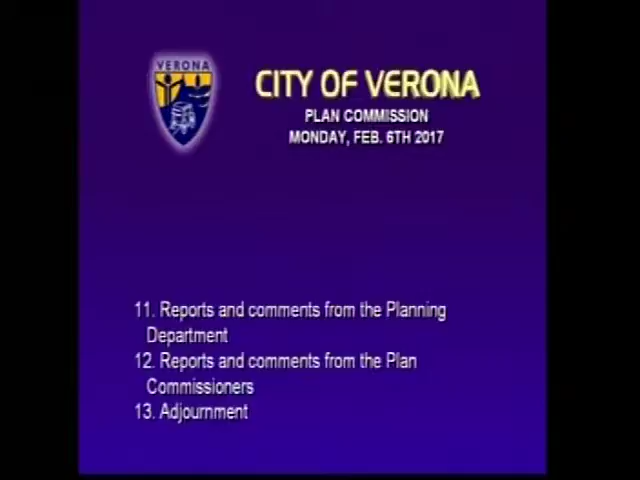 VERONA
CITY OF VERONA
PLAN COMMISSION
MONDAY, FEB. 6TH 2017
11. Reports and comments from the Planning
Department
12. Reports and comments from the Plan
Commissioners
13. Adjournment